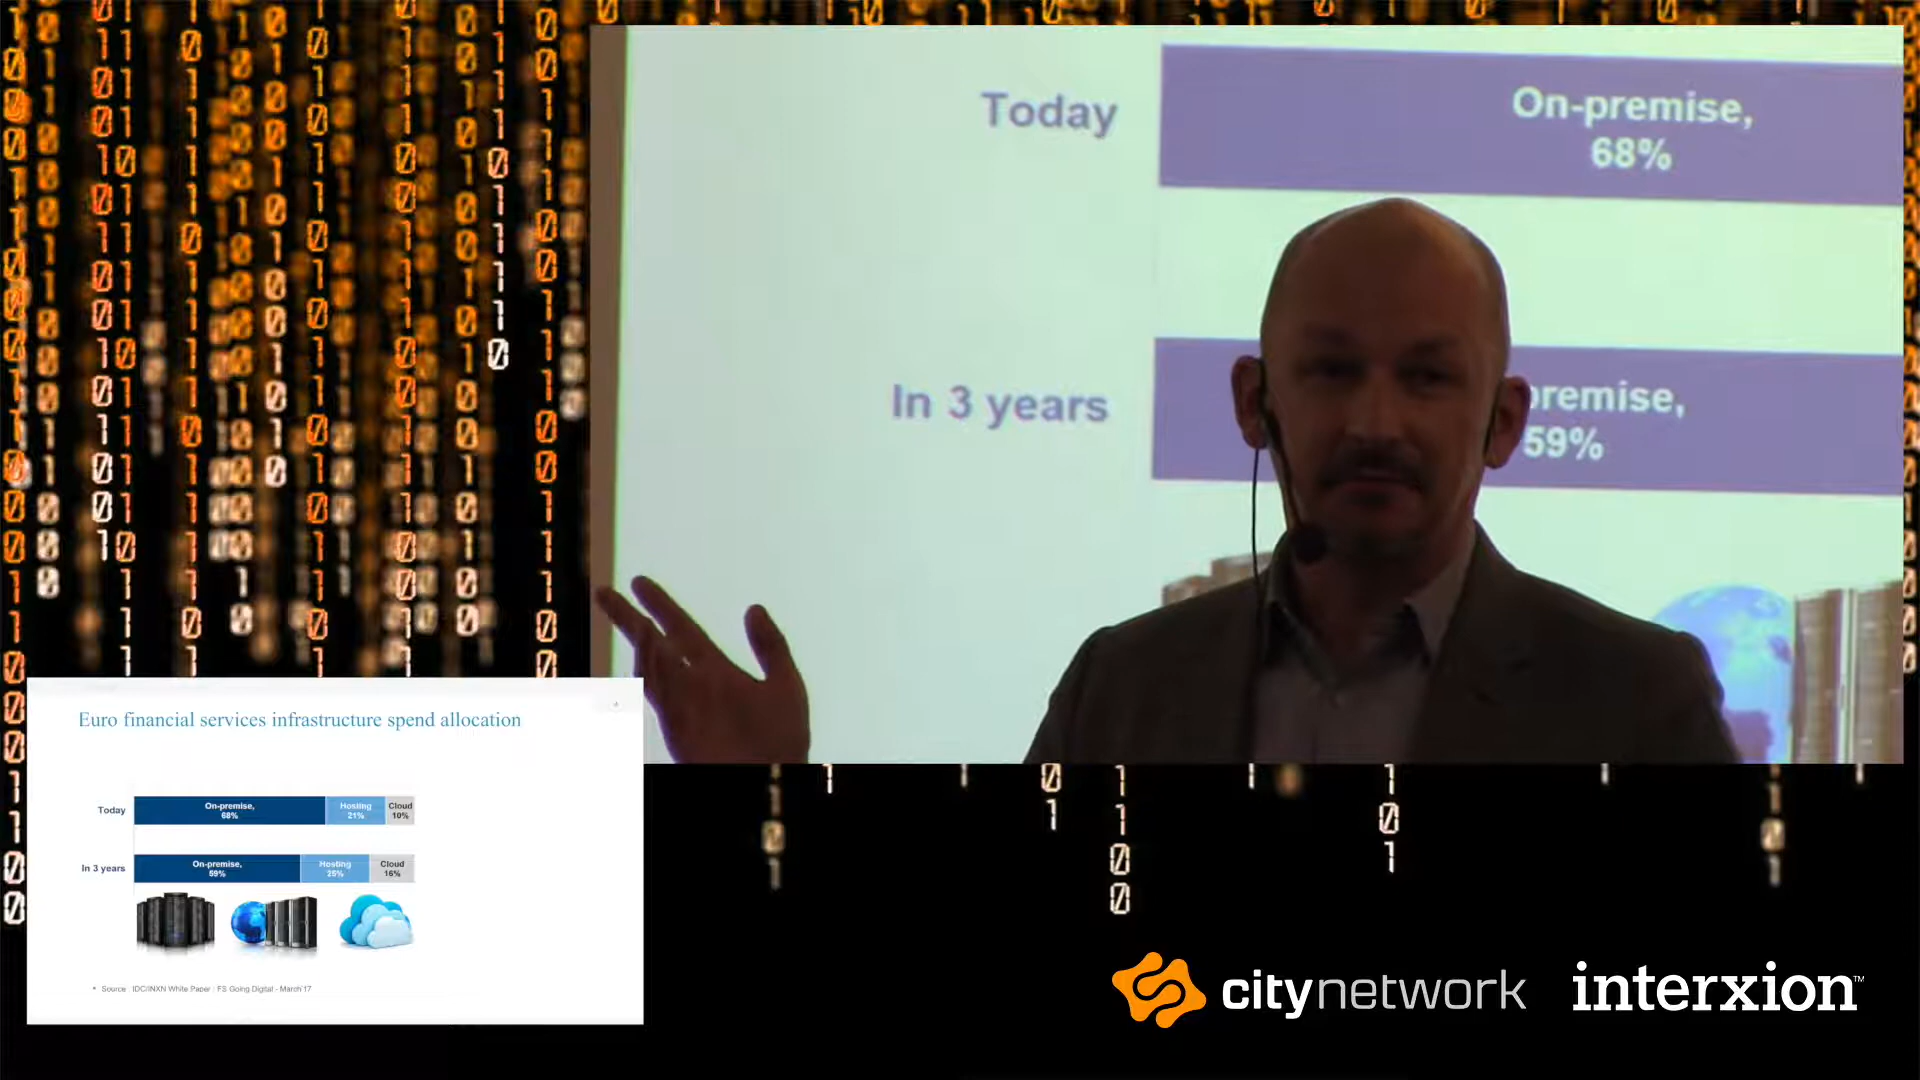 Today
On-premise,
68%
In 3 years
premise,
59%
Euro financial services infrastructure spend allocation
Today
On-premise,
68%
Hosting
21%
Cloud
10%
In 3 years
On-premise,
59%
Hosting
25%
Cloud
16%
• Source : IDC/INXN White Paper : FS Going Digital - March'17
citynetwork
interxion™